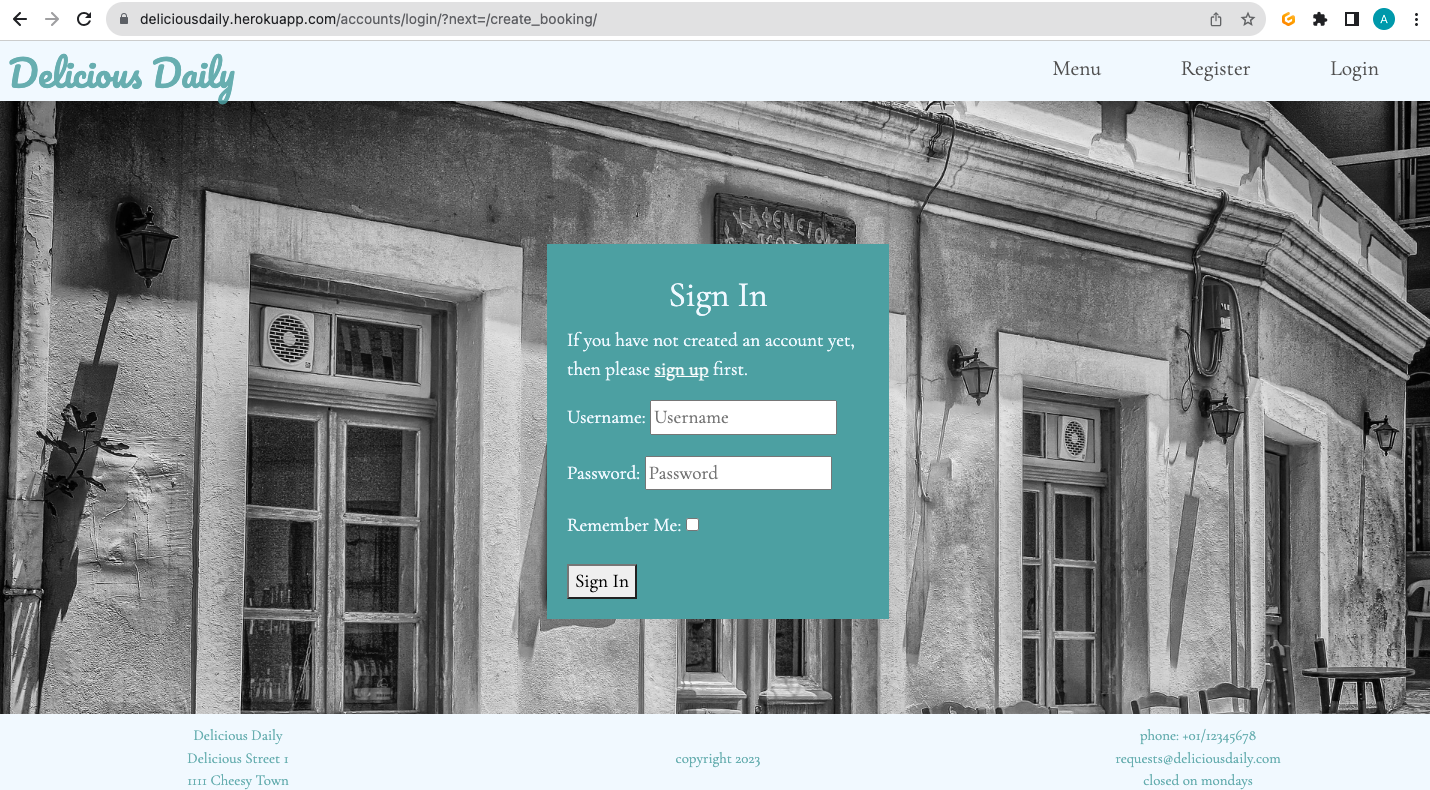 deliciousdaily.herokuapp.com/accounts/login/?next=/create_booking/
A
Delicious Daily
Menu
Register
Login
ΚΑΦΕΝΕΙΟΝ
Sign In
If you have not created an account yet,
then please sign up first.
Username: Username
Password: Password
Remember Me:
Sign In
Delicious Daily
Delicious Street 1
1111 Cheesy Town
copyright 2023
phone: +01/12345678
requests@deliciousdaily.com
closed on mondays